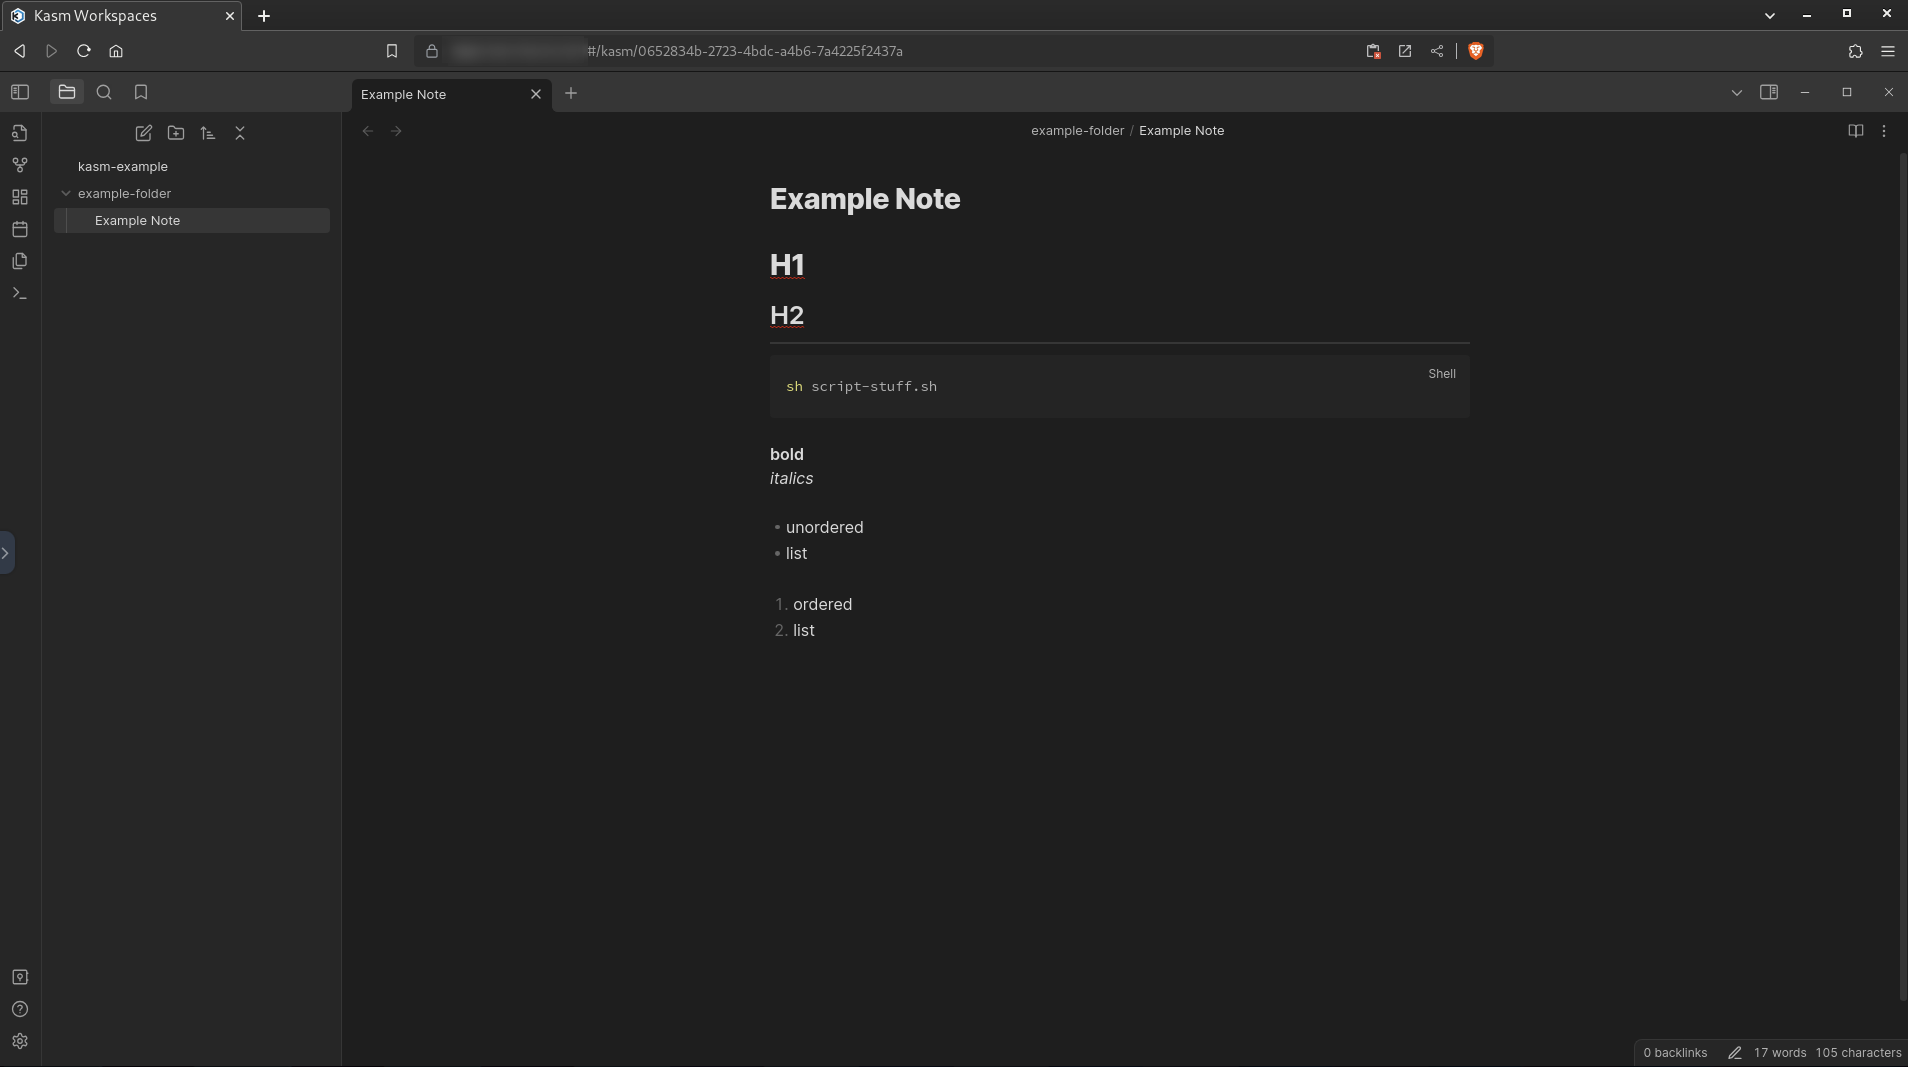 Kasm Workspaces
#/kasm/0652834b-2723-4bdc-a4b6-7a4225f2437a
Example Note
example-folder / Example Note
kasm-example
example-folder
Example Note
Example Note
H1
H2
Shell
sh script-stuff.sh
bold
italics
• unordered
• list
1. ordered
2. list
0 backlinks 17 words 105 characters